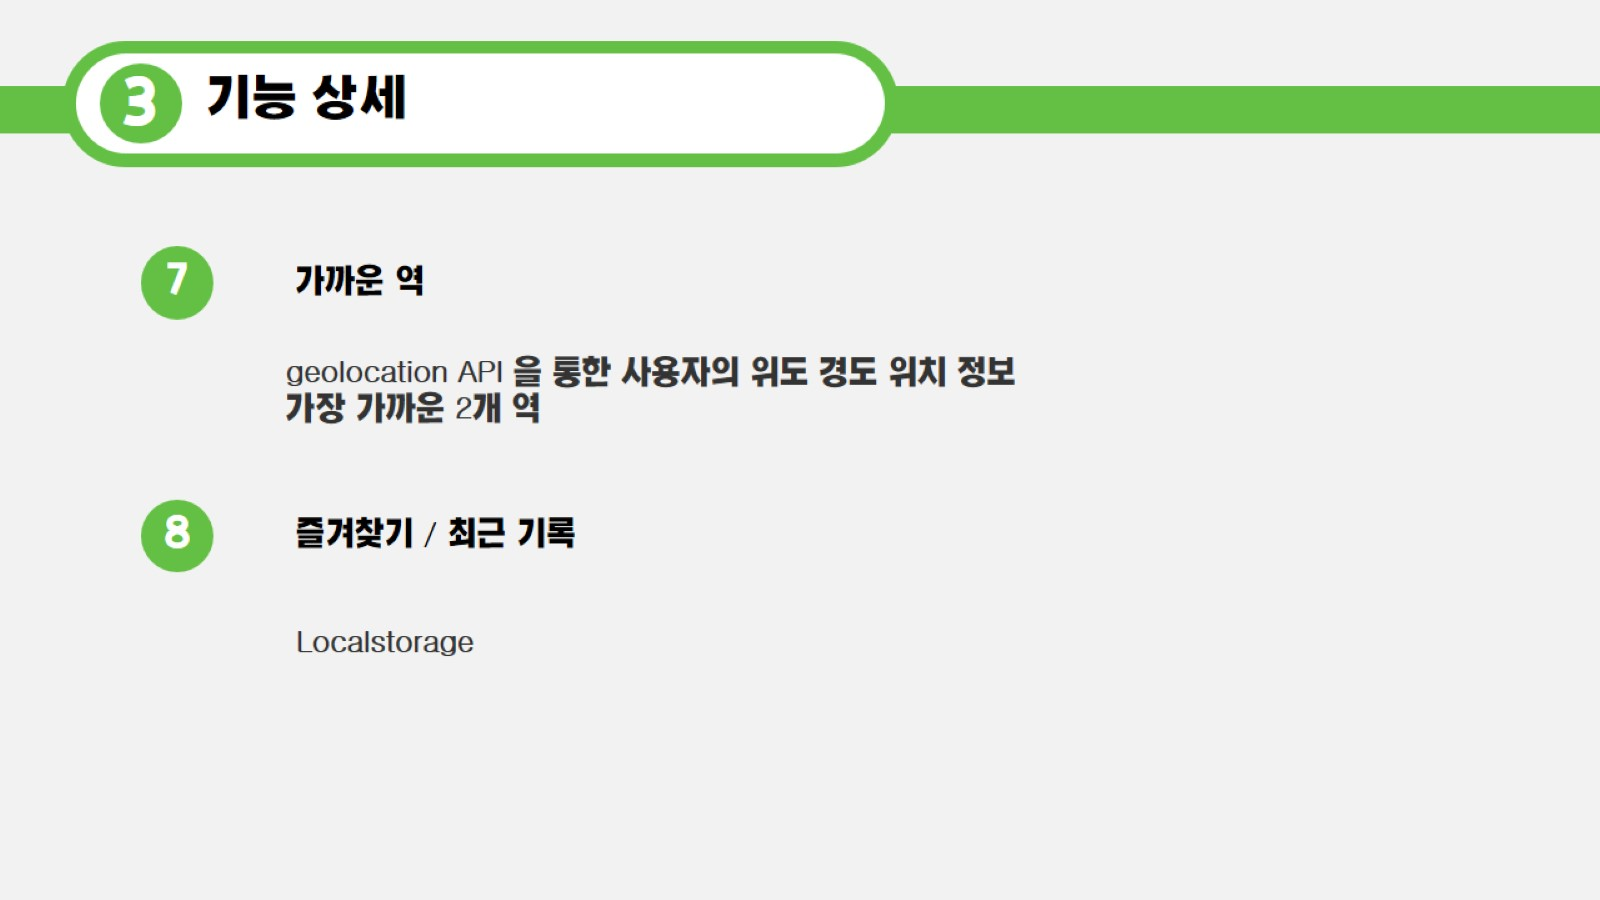 3 기능 상세
7 가까운 역
geolocation API 을 통한 사용자의 위도 경도 위치 정보
가장 가까운 2개 역
8 즐겨찾기 / 최근 기록
Localstorage